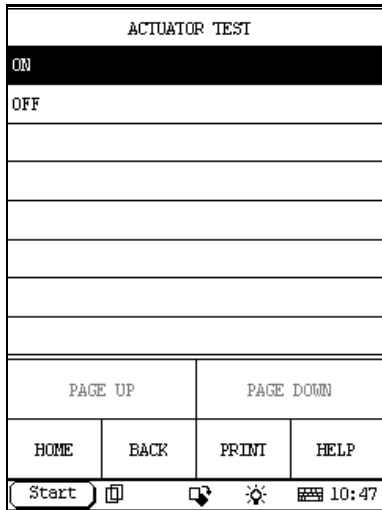 ACTUATOR TEST
ON
OFF
PAGE UP PAGE DOWN
HOME BACK PRINT HELP
Start 10:47